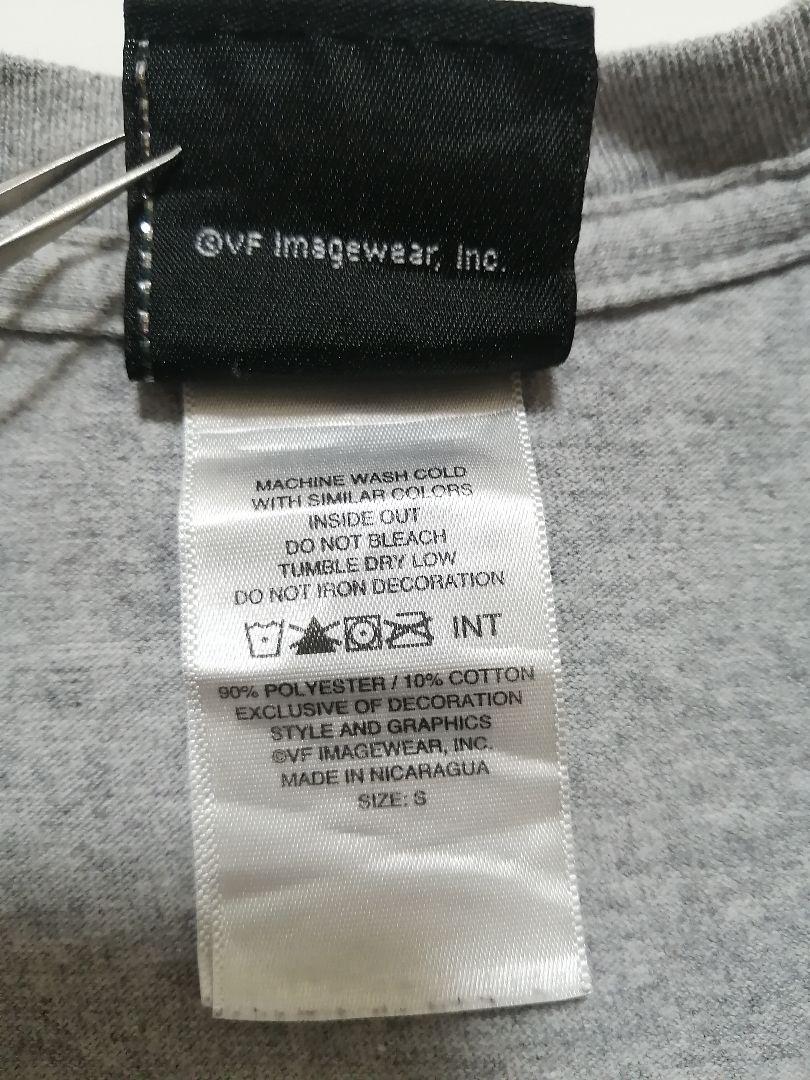 ©VF Imagewear, Inc.
MACHINE WASH COLD
WITH SIMILAR COLORS
INSIDE OUT
DO NOT BLEACH
TUMBLE DRY LOW
DO NOT IRON DECORATION
INT
90% POLYESTER / 10% COTTON
EXCLUSIVE OF DECORATION
STYLE AND GRAPHICS
©VF IMAGEWEAR, INC.
MADE IN NICARAGUA
SIZE: S